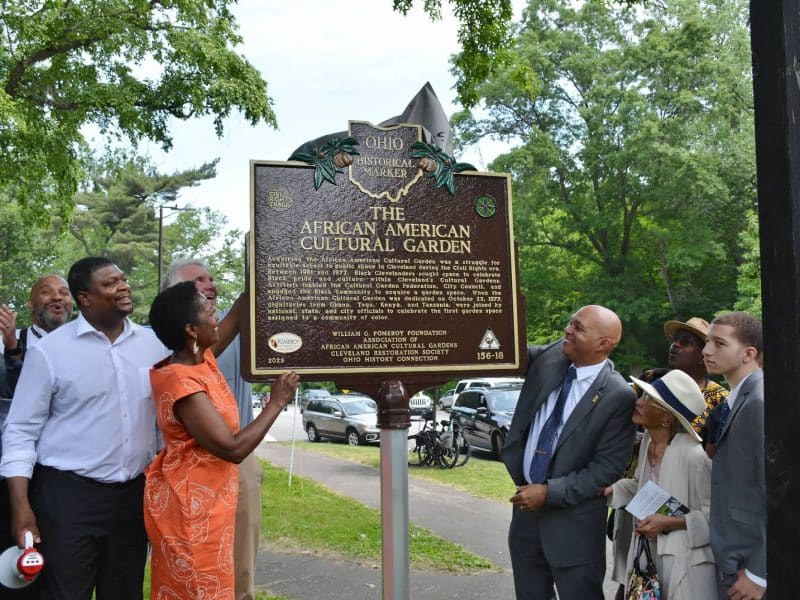 OHIO
HISTORICAL
MARKER
CIVIL
RIGHTS
TRAIL
THE
AFRICAN AMERICAN
CULTURAL GARDEN
Acquiring the African American Cultural Garden was a struggle for
equitable access to public space in Cleveland during the Civil Rights era.
Between 1961 and 1977, Black Clevelanders sought space to celebrate
Black pride and culture within Cleveland's Cultural Gardens.
Activists lobbied the Cultural Garden Federation, City Council, and
engaged the Black Community to acquire a garden space. When the
African American Cultural Garden was dedicated on October 23, 1977,
dignitaries from Ghana, Togo, Kenya, and Tanzania, were joined by
national, state, and city officials to celebrate the first garden space
assigned to a community of color.
WILLIAM G. POMEROY FOUNDATION
ASSOCIATION OF
AFRICAN AMERICAN CULTURAL GARDENS
CLEVELAND RESTORATION SOCIETY
OHIO HISTORY CONNECTION
POMEROY
2023
156-18